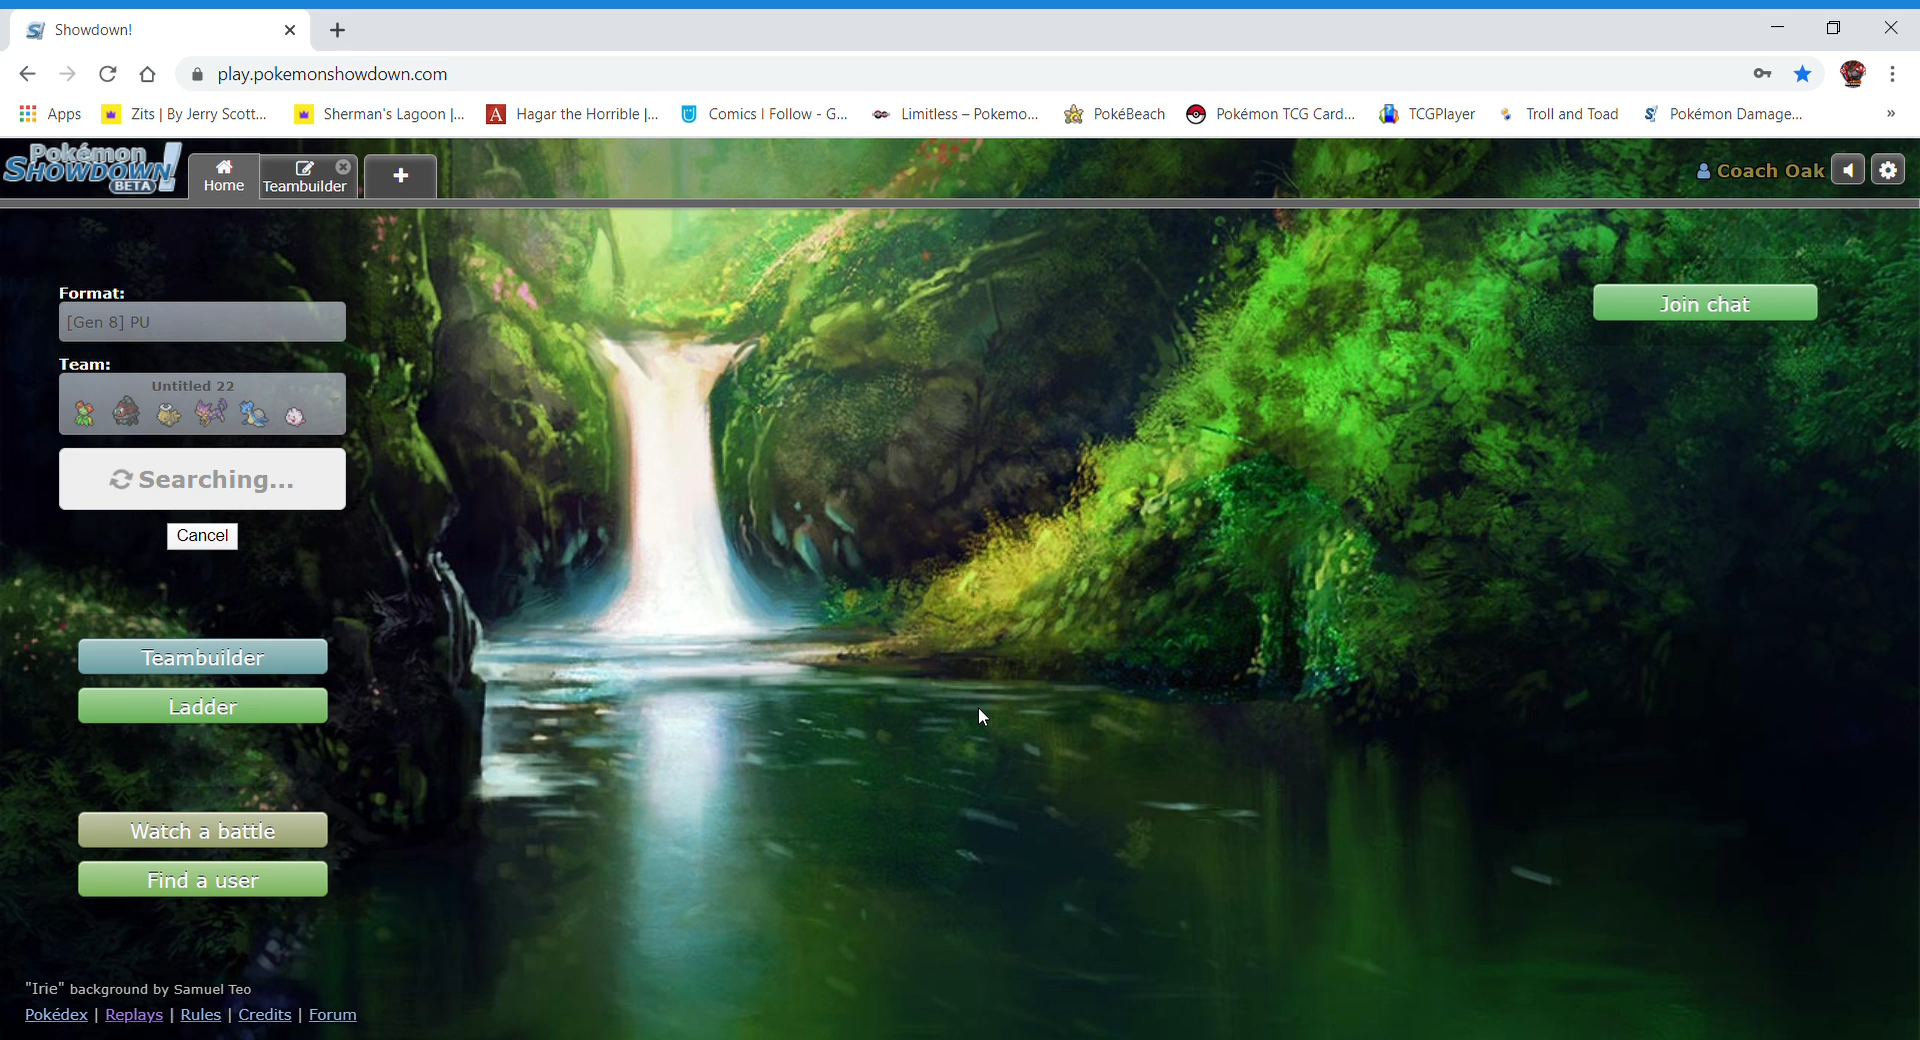 Showdown!
play.pokemonshowdown.com
Apps
Zits | By Jerry Scott...
Sherman's Lagoon |...
Hagar the Horrible |...
Comics I Follow - G...
Limitless – Pokemo...
PokéBeach
Pokémon TCG Card...
TCGPlayer
Troll and Toad
Pokémon Damage...
»
Pokémon
SHOWDOWN!
BETA
Home
Teambuilder
Coach Oak
Format:
[Gen 8] PU
Team:
Untitled 22
Searching...
Cancel
Join chat
Teambuilder
Ladder
Watch a battle
Find a user
"Irie" background by Samuel Teo
Pokédex | Replays | Rules | Credits | Forum